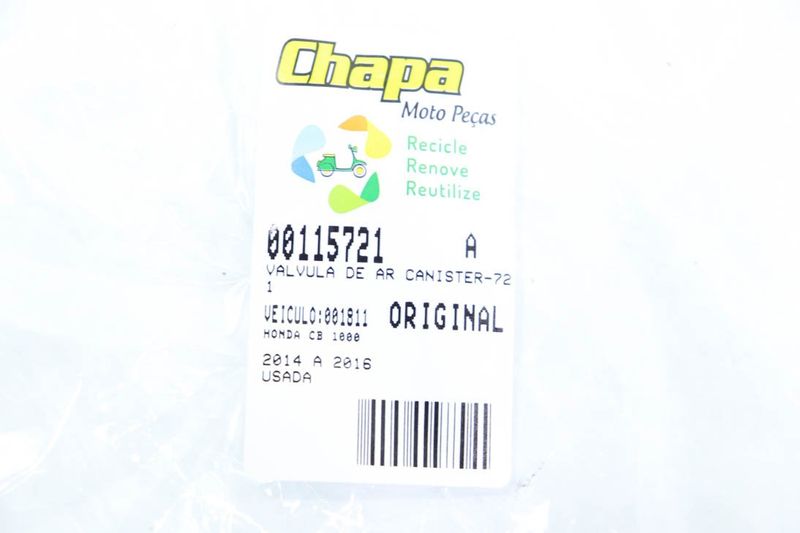 Chapa
Moto Peças
Recicle
Renove
Reutilize
00115721 A
VALVULA DE AR CANISTER-72
1
VEICULO:001811 ORIGINAL
HONDA CB 1000
2014 A 2016
USADA